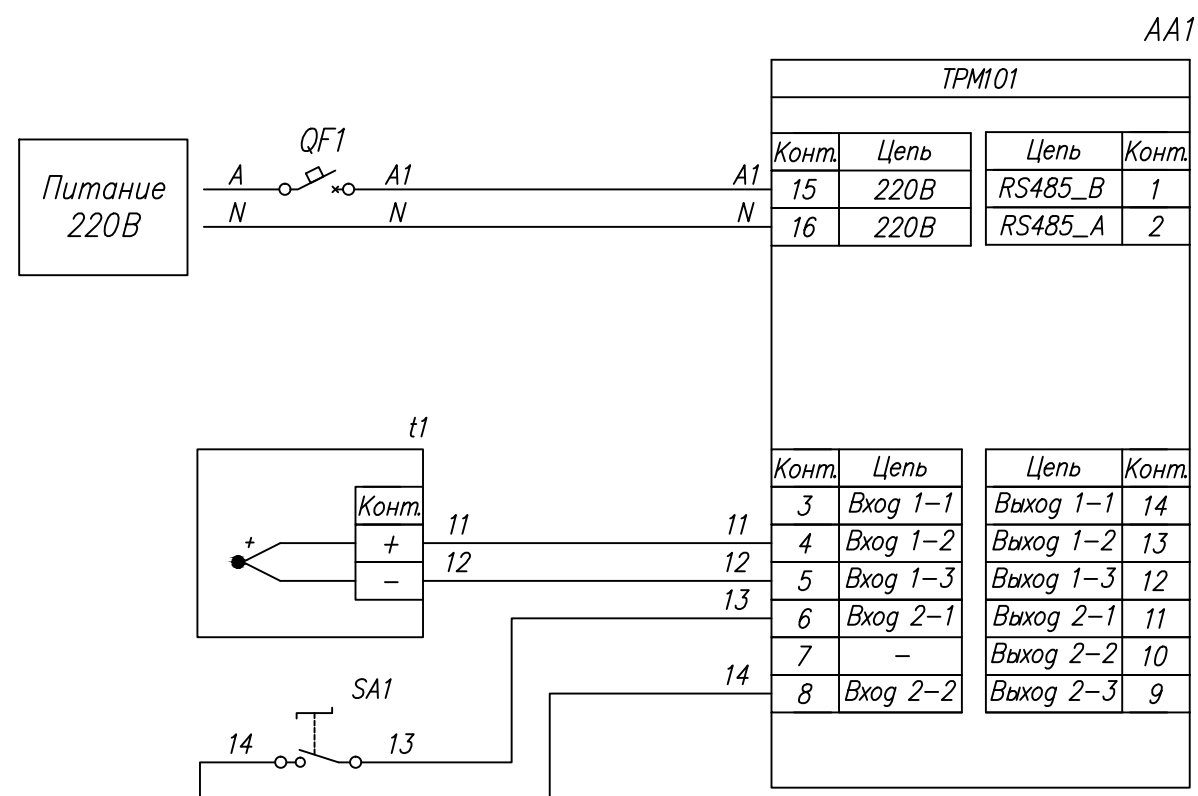 AA1
ТРМ101
QF1
Конт. Цепь Цепь Конт.
A A1 A1 15 220В RS485_B 1
Питание
220В
N N N 16 220В RS485_A 2
t1
Конт. Цепь Цепь Конт.
Конт. 3 Вход 1-1 Выход 1-1 14
+ + 11 11 4 Вход 1-2 Выход 1-2 13
- 12 12 5 Вход 1-3 Выход 1-3 12
13 6 Вход 2-1 Выход 2-1 11
7 - Выход 2-2 10
SA1 14 8 Вход 2-2 Выход 2-3 9
14 13